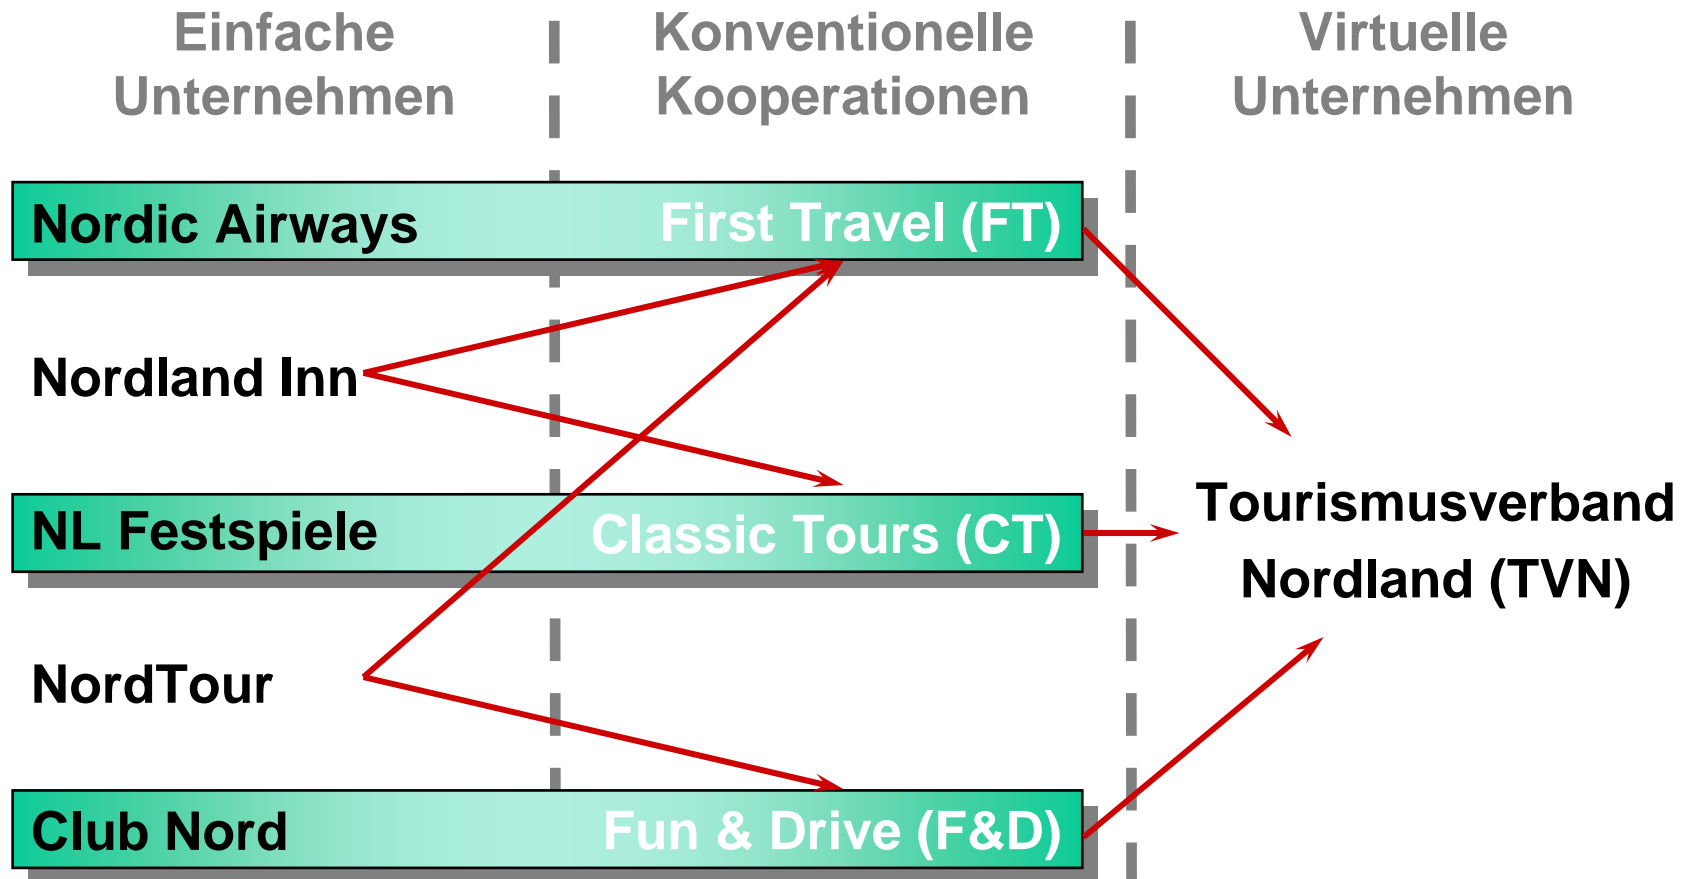 Einfache
Unternehmen
Konventionelle
Kooperationen
Virtuelle
Unternehmen
Nordic Airways
First Travel (FT)
Nordland Inn
NL Festspiele
Classic Tours (CT)
Tourismusverband
Nordland (TVN)
NordTour
Club Nord
Fun & Drive (F&D)